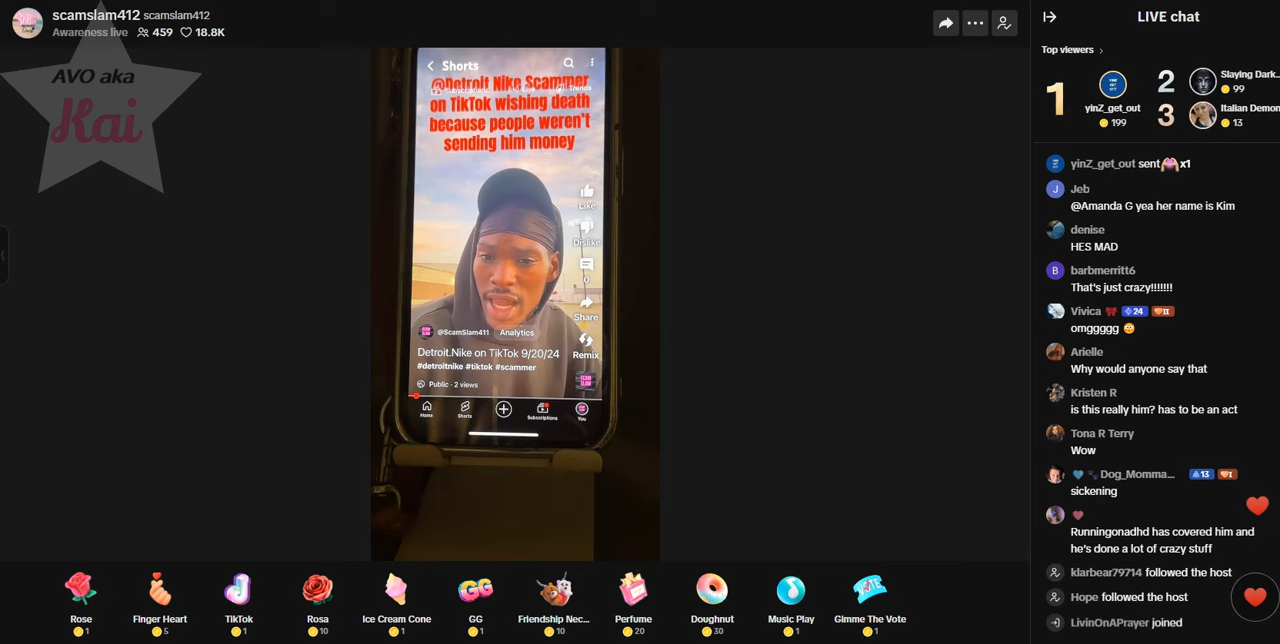 scamslam412 scamslam412
Awareness live 459 18.8K
AVO aka
Kai
Shorts
@Detroit Nike Scammer
Subscriptions Live Trends
on TikTok wishing death
because people weren't
sending him money
Like
Dislike
0
Share
Remix
@ScamSlam411 Analytics
Detroit.Nike on TikTok 9/20/24
#detroitnike #tiktok #scammer
Public · 2 views
Home
Shorts
Subscriptions
You
Rose
1
Finger Heart
5
TikTok
1
Rosa
10
Ice Cream Cone
1
GG
1
Friendship Nec...
10
Perfume
20
Doughnut
30
Music Play
1
Gimme The Vote
1
LIVE chat
Top viewers
1
yinZ_get_out
199
2
Slaying Dark...
99
3
Italian Demon
13
yinZ_get_out sent x1
J Jeb
@Amanda G yea her name is Kim
denise
HES MAD
B barbmerritt6
That's just crazy!!!!!!!
Vivica 24 II
omggggg
Arielle
Why would anyone say that
Kristen R
is this really him? has to be an act
Tona R Terry
Wow
Dog_Momma... 13 I
sickening
Runningonadhd has covered him and
he's done a lot of crazy stuff
klarbear79714 followed the host
Hope followed the host
LivinOnAPrayer joined